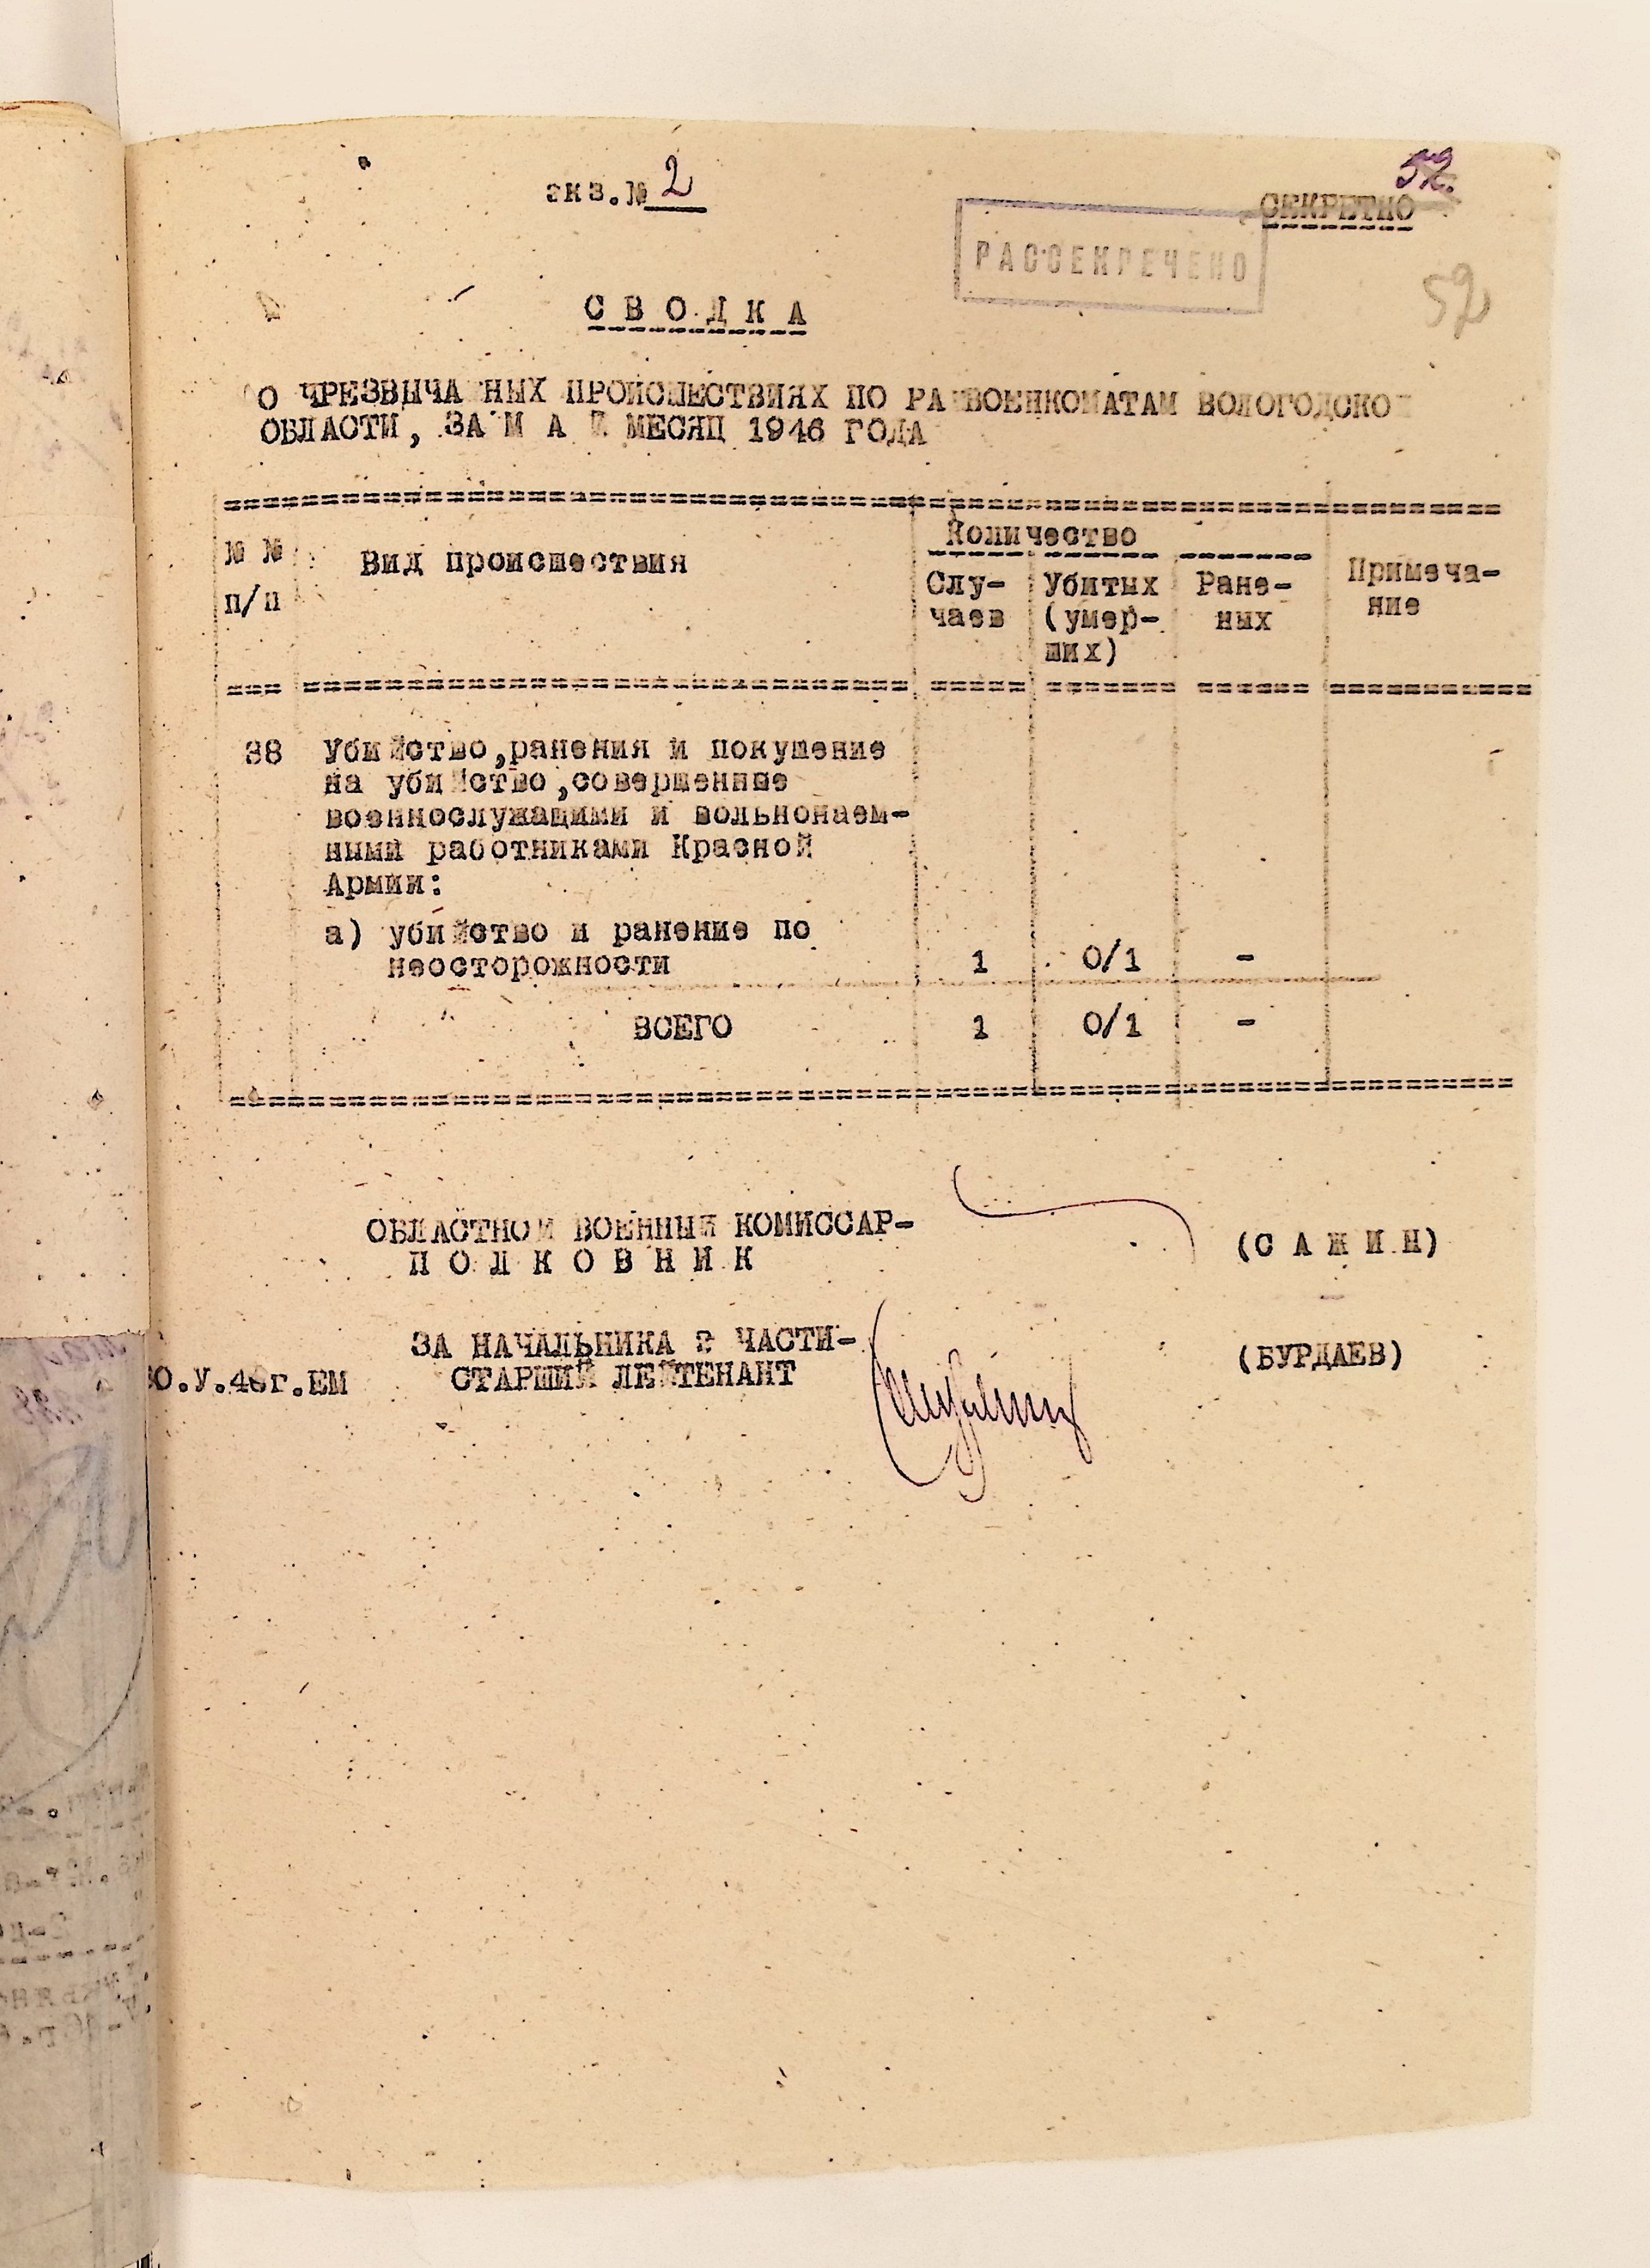 экз.№ 2
52.
СЕКРЕТНО
РАССЕКРЕЧЕНО
52
С В О Д К А
О ЧРЕЗВЫЧАЙНЫХ ПРОИСШЕСТВИЯХ ПО РАЙВОЕНКОМАТАМ ВОЛОГОДСКОЙ
ОБЛАСТИ, ЗА М А Й МЕСЯЦ 1946 ГОДА
№ № Вид происшествия Количество Примеча-
п/п Слу- Убитых Ране- ние
чаев (умер- ных
ших)
38 Убийство,ранения и покушение
на убийство,совершенные
военнослужащими и вольнонаем-
ными работниками Красной
Армии:
а) убийство и ранение по
неосторожности 1 0/1 -
ВСЕГО 1 0/1 -
ОБЛАСТНОЙ ВОЕННЫЙ КОМИССАР-
П О Л К О В Н И К (С А Ж И Н)
ЗА НАЧАЛЬНИКА 2 ЧАСТИ-
СТАРШИЙ ЛЕЙТЕНАНТ (БУРДАЕВ)
0.У.46г.ЕМ